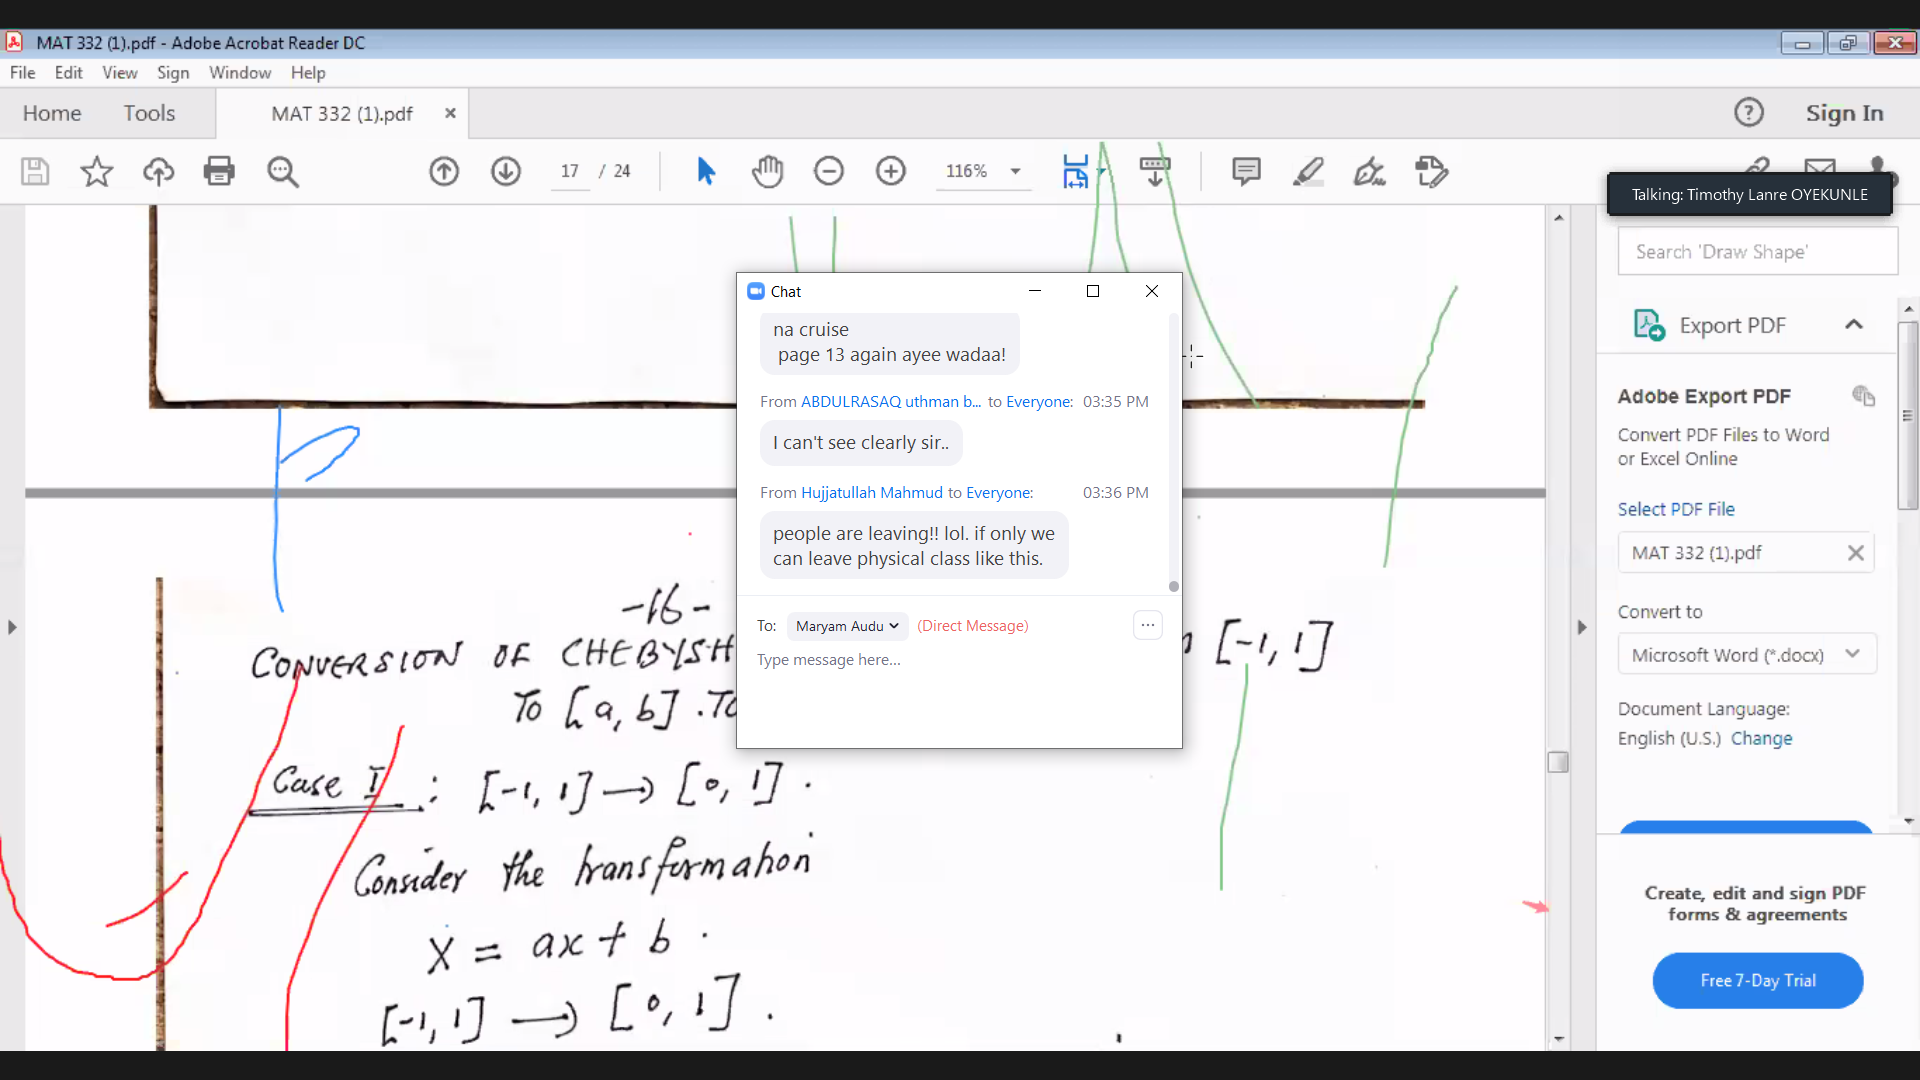 MAT 332 (1).pdf - Adobe Acrobat Reader DC
File Edit View Sign Window Help
Home Tools MAT 332 (1).pdf Sign In
17 / 24 116%
Talking: Timothy Lanre OYEKUNLE
Search 'Draw Shape'
Export PDF
Adobe Export PDF
Convert PDF Files to Word
or Excel Online
Select PDF File
MAT 332 (1).pdf
Convert to
Microsoft Word (*.docx)
Document Language:
English (U.S.) Change
Create, edit and sign PDF
forms & agreements
Free 7-Day Trial
Chat
na cruise
page 13 again ayee wadaa!
From ABDULRASAQ uthman b... to Everyone: 03:35 PM
I can't see clearly sir..
From Hujjatullah Mahmud to Everyone: 03:36 PM
people are leaving!! lol. if only we
can leave physical class like this.
To: Maryam Audu (Direct Message)
Type message here...
-16-
CONVERSION OF CHEBYSH [-1, 1]
To [a, b] . To
Case I : [-1, 1] → [0, 1] .
Consider the transformation
X = ax + b .
[-1, 1] → [0, 1] .